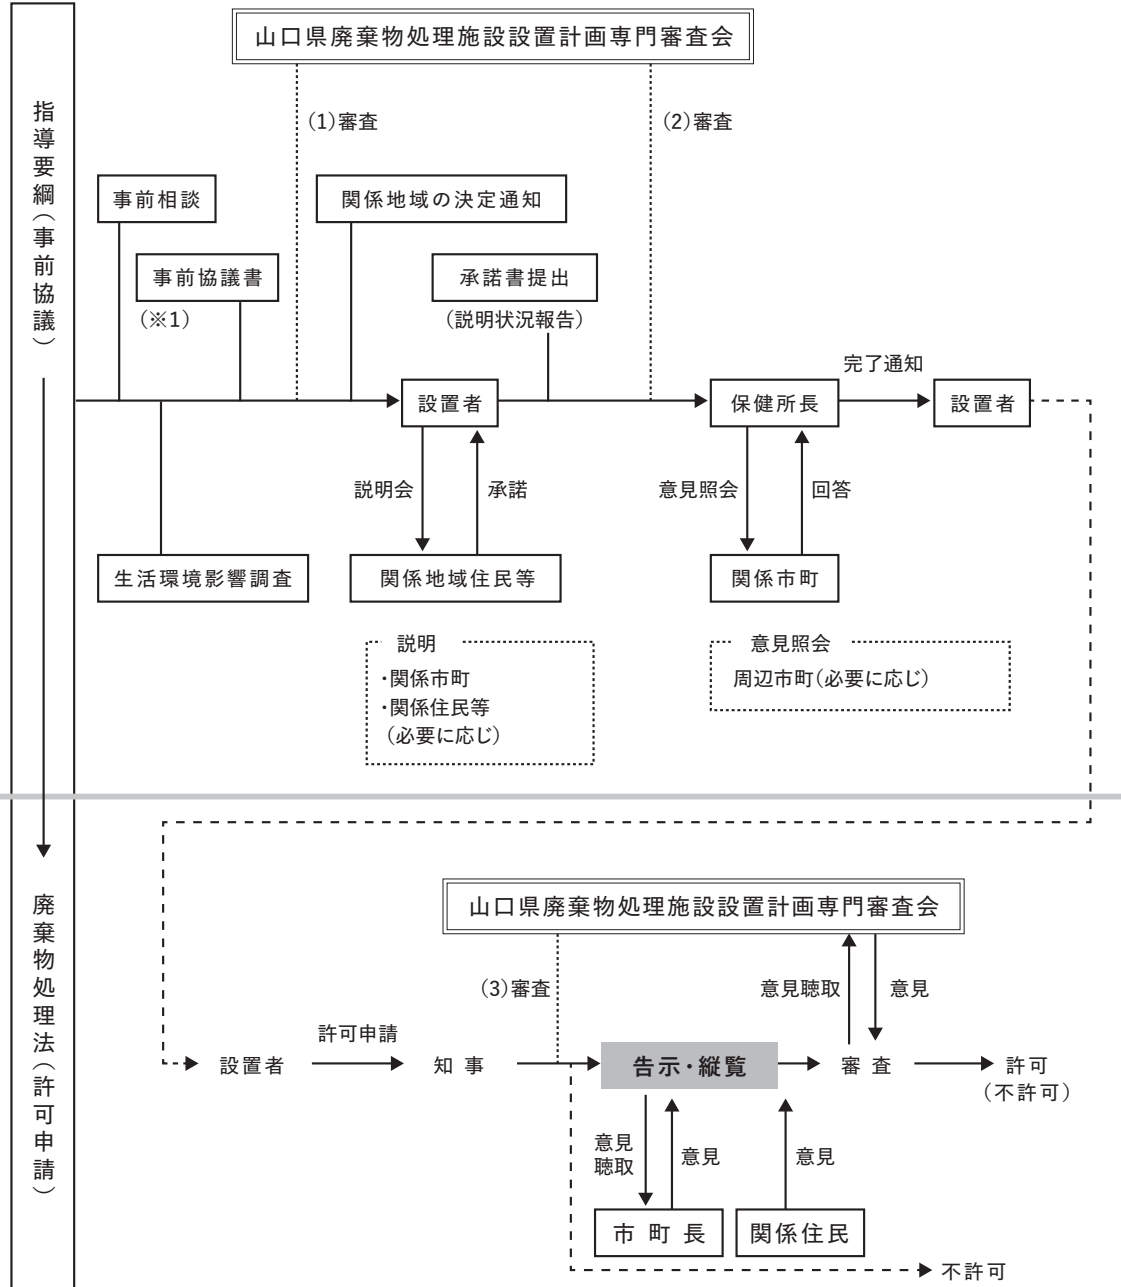 指導要綱(事前協議)
山口県廃棄物処理施設設置計画専門審査会
(1)審査
(2)審査
事前相談
関係地域の決定通知
事前協議書
(※1)
承諾書提出
(説明状況報告)
設置者
保健所長
完了通知
設置者
説明会
承諾
意見照会
回答
生活環境影響調査
関係地域住民等
関係市町
説明
・関係市町
・関係住民等
(必要に応じ)
意見照会
周辺市町(必要に応じ)
廃棄物処理法(許可申請)
山口県廃棄物処理施設設置計画専門審査会
(3)審査
意見聴取
意見
設置者
許可申請
知事
告示・縦覧
審査
許可
(不許可)
意見
聴取
意見
意見
市町長
関係住民
不許可